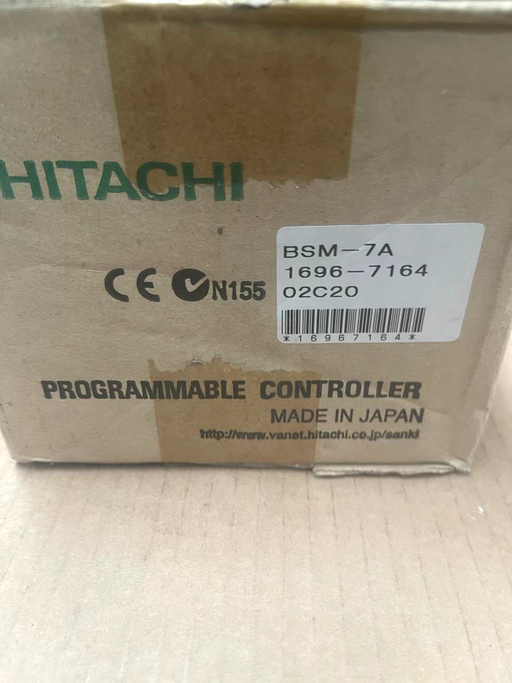 HITACHI
BSM-7A
1696-7164
02C20
N155
*16967164*
PROGRAMMABLE CONTROLLER
MADE IN JAPAN
http://www.vanet.hitachi.co.jp/sanki